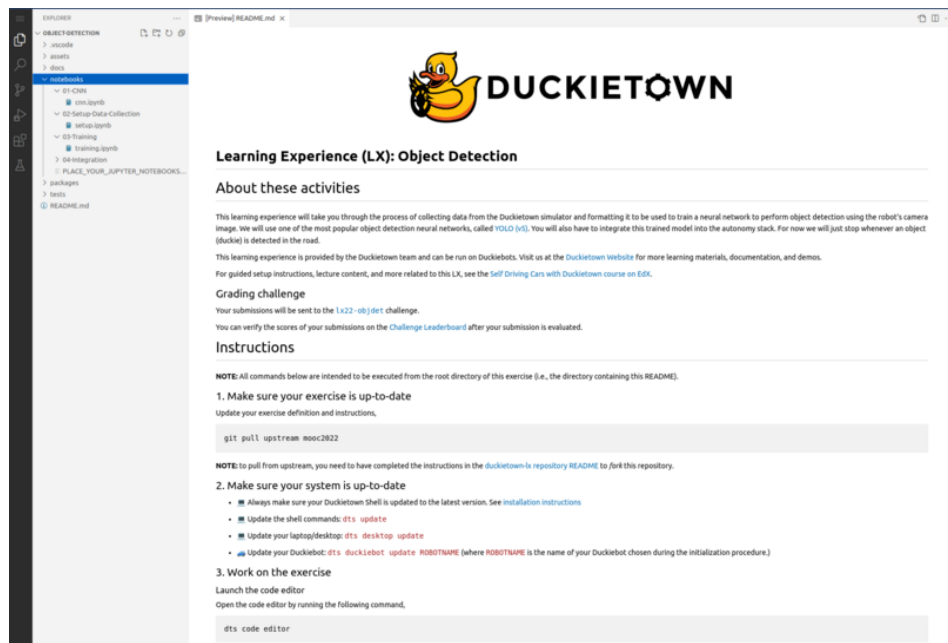 EXPLORER
OBJECT-DETECTION
.vscode
assets
docs
notebooks
01-CNN
cnn.ipynb
02-Setup-Data-Collection
setup.ipynb
03-Training
training.ipynb
04-Integration
PLACE_YOUR_JUPYTER_NOTEBOOKS...
packages
tests
README.md
[Preview] README.md
DUCKIETOWN
Learning Experience (LX): Object Detection
About these activities
This learning experience will take you through the process of collecting data from the Duckietown simulator and formatting it to be used to train a neural network to perform object detection using the robot's camera
image. We will use one of the most popular object detection neural networks, called YOLO (v5). You will also have to integrate this trained model into the autonomy stack. For now we will just stop whenever an object
(duckie) is detected in the road.
This learning experience is provided by the Duckietown team and can be run on Duckiebots. Visit us at the Duckietown Website for more learning materials, documentation, and demos.
For guided setup instructions, lecture content, and more related to this LX, see the Self Driving Cars with Duckietown course on EdX.
Grading challenge
Your submissions will be sent to the lx22-objdet challenge.
You can verify the scores of your submissions on the Challenge Leaderboard after your submission is evaluated.
Instructions
NOTE: All commands below are intended to be executed from the root directory of this exercise (i.e., the directory containing this README).
1. Make sure your exercise is up-to-date
Update your exercise definition and instructions,
git pull upstream mooc2022
NOTE: to pull from upstream, you need to have completed the instructions in the duckietown-lx repository README to fork this repository.
2. Make sure your system is up-to-date
• 💻 Always make sure your Duckietown Shell is updated to the latest version. See installation instructions
• 💻 Update the shell commands: dts update
• 💻 Update your laptop/desktop: dts desktop update
• 🚙 Update your Duckiebot: dts duckiebot update ROBOTNAME (where ROBOTNAME is the name of your Duckiebot chosen during the initialization procedure.)
3. Work on the exercise
Launch the code editor
Open the code editor by running the following command,
dts code editor